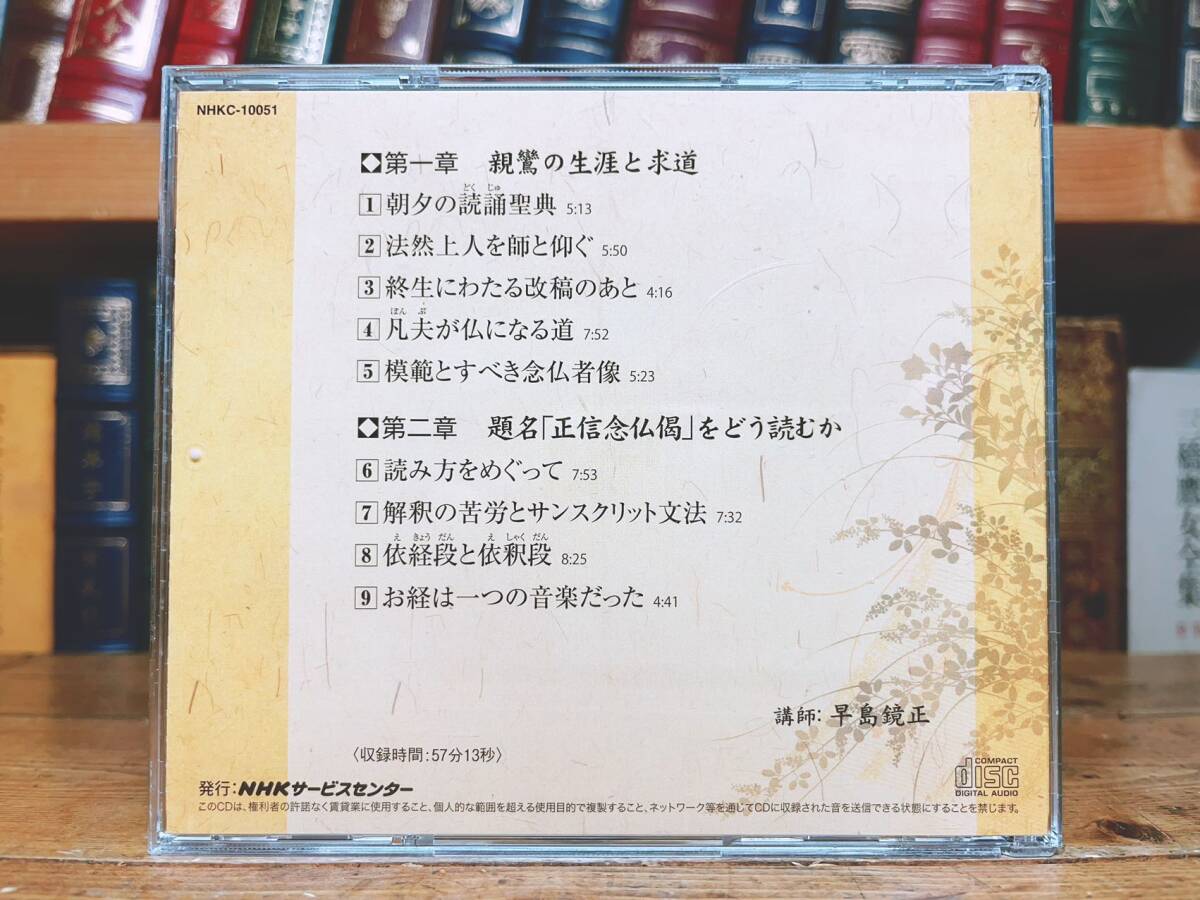 NHKC-10051
◆第一章 親鸞の生涯と求道
どく じゅ
1 朝夕の読誦聖典 5:13
2 法然上人を師と仰ぐ 5:50
3 終生にわたる改稿のあと 4:16
ぼん ぶ
4 凡夫が仏になる道 7:52
5 模範とすべき念仏者像 5:23
◆第二章 題名「正信念仏偈」をどう読むか
6 読み方をめぐって 7:53
7 解釈の苦労とサンスクリット文法 7:32
え きょう だん え しゃく だん
8 依経段と依釈段 8:25
9 お経は一つの音楽だった 4:41
講師:早島鏡正
〈収録時間:57分13秒〉
発行:NHKサービスセンター
COMPACT
disc
DIGITAL AUDIO
このCDは、権利者の許諾なく賃貸業に使用すること、個人的な範囲を超える使用目的で複製すること、ネットワーク等を通じてCDに収録された音を送信できる状態にすることを禁じます。